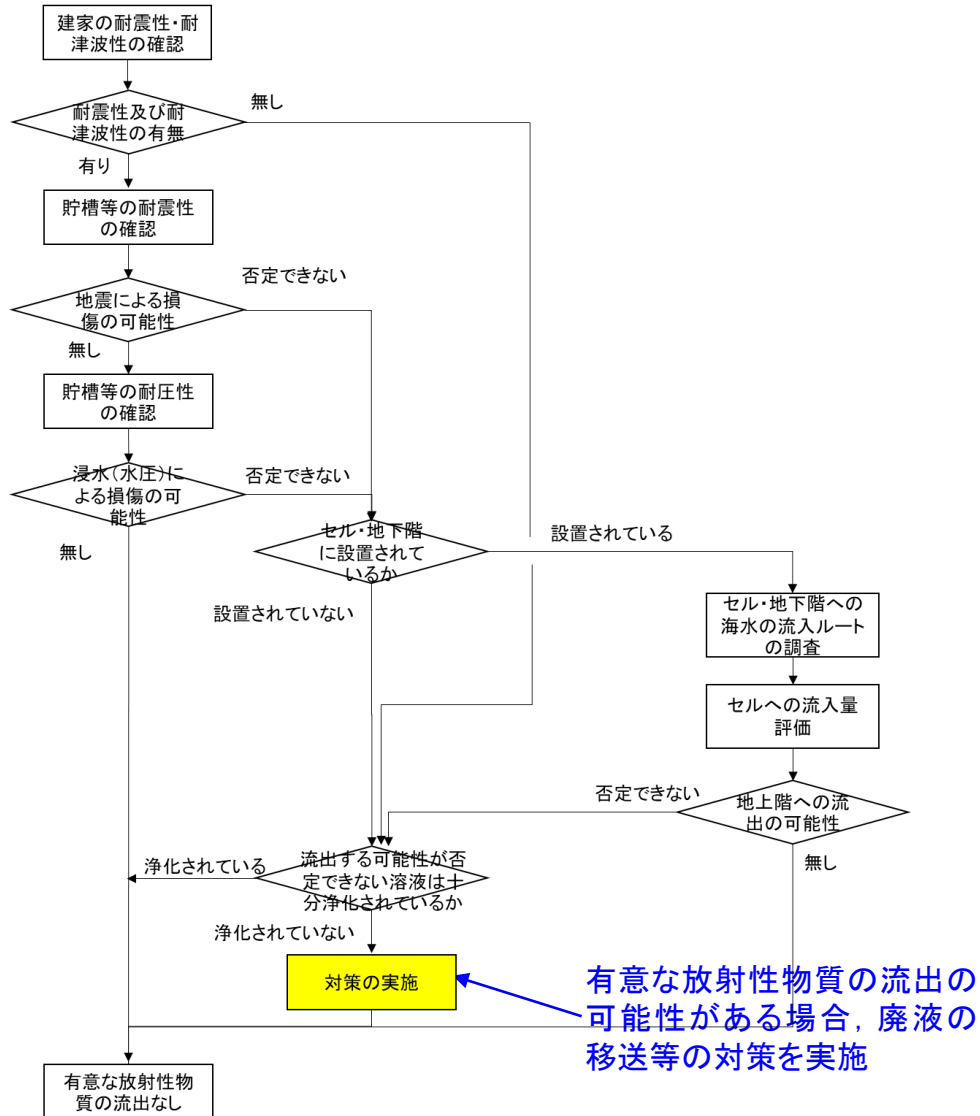 建家の耐震性・耐
津波性の確認
耐震性及び耐
津波性の有無
無し
有り
貯槽等の耐震性
の確認
否定できない
地震による損
傷の可能性
無し
貯槽等の耐圧性
の確認
浸水(水圧)に
よる損傷の可
能性
否定できない
無し
セル・地下階
に設置されて
いるか
設置されている
設置されていない
セル・地下階への
海水の流入ルート
の調査
セルへの流入量
評価
否定できない
地上階への流
出の可能性
無し
浄化されている
流出する可能性が否
定できない溶液は十
分浄化されているか
浄化されていない
対策の実施
有意な放射性物質の流出の
可能性がある場合，廃液の
移送等の対策を実施
有意な放射性物
質の流出なし